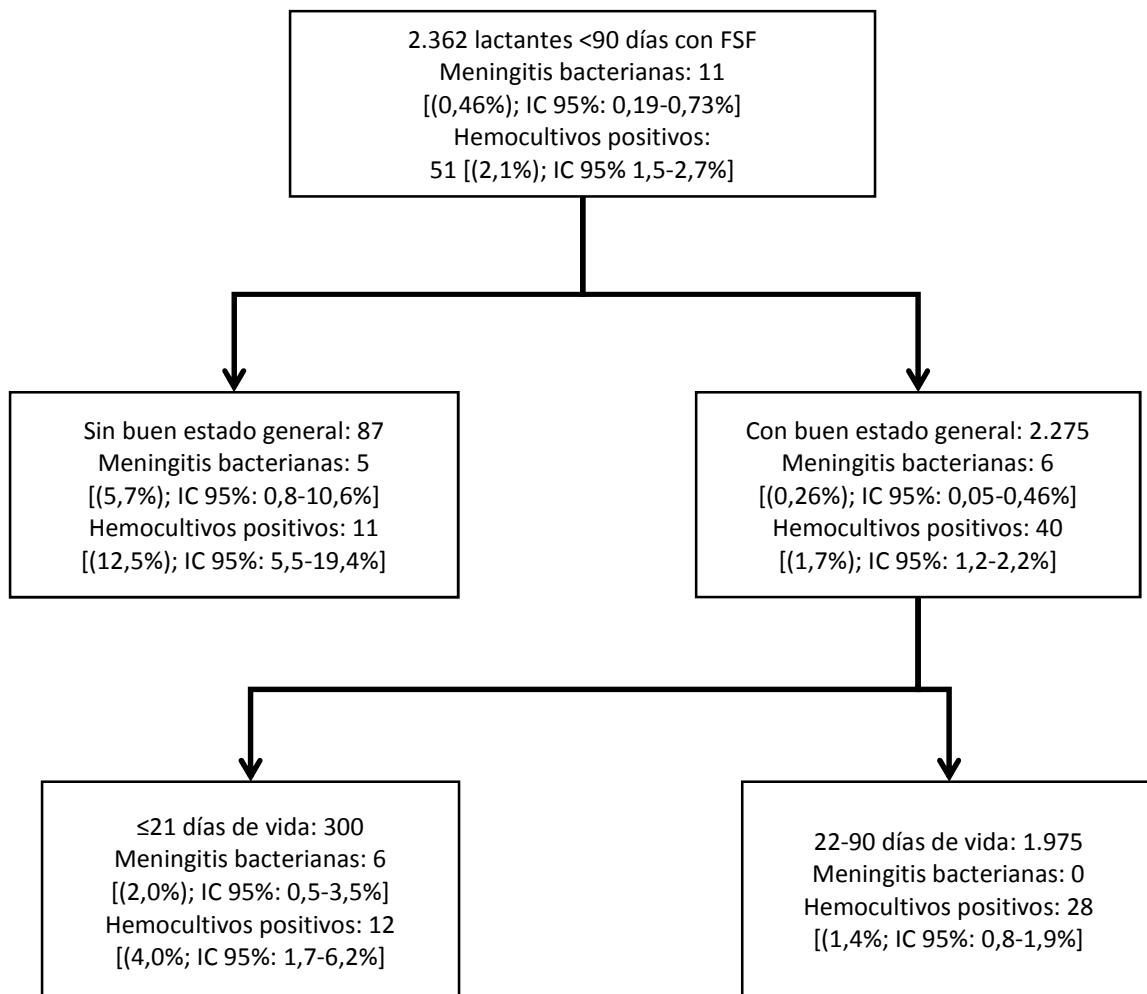 2.362 lactantes <90 días con FSF
Meningitis bacterianas: 11
[(0,46%); IC 95%: 0,19-0,73%]
Hemocultivos positivos:
51 [(2,1%); IC 95% 1,5-2,7%]
Sin buen estado general: 87
Meningitis bacterianas: 5
[(5,7%); IC 95%: 0,8-10,6%]
Hemocultivos positivos: 11
[(12,5%); IC 95%: 5,5-19,4%]
Con buen estado general: 2.275
Meningitis bacterianas: 6
[(0,26%); IC 95%: 0,05-0,46%]
Hemocultivos positivos: 40
[(1,7%); IC 95%: 1,2-2,2%]
≤21 días de vida: 300
Meningitis bacterianas: 6
[(2,0%); IC 95%: 0,5-3,5%]
Hemocultivos positivos: 12
[(4,0%; IC 95%: 1,7-6,2%]
22-90 días de vida: 1.975
Meningitis bacterianas: 0
Hemocultivos positivos: 28
[(1,4%; IC 95%: 0,8-1,9%]